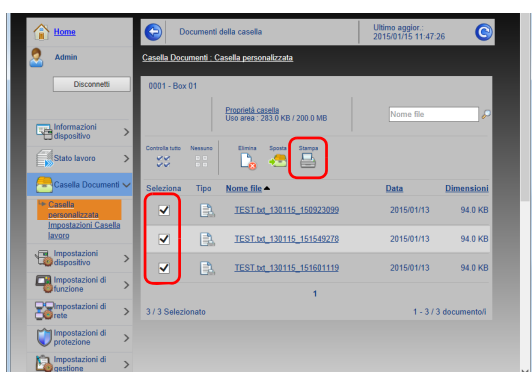 Home
Admin
Disconnetti
Informazioni dispositivo
Stato lavoro
Casella Documenti
Casella personalizzata
Impostazioni Casella lavoro
Impostazioni dispositivo
Impostazioni di funzione
Impostazioni di rete
Impostazioni di protezione
Impostazioni di gestione
Documenti della casella
Ultimo aggior.:
2015/01/15 11:47:26
Casella Documenti : Casella personalizzata
0001 - Box 01
Proprietà casella
Uso area : 283.0 KB / 200.0 MB
Nome file
Controlla tutto Nessuno Elimina Sposta Stampa
Seleziona Tipo Nome file Data Dimensioni
TEST.txt_130115_150923099 2015/01/13 94.0 KB
TEST.txt_130115_151549278 2015/01/13 94.0 KB
TEST.txt_130115_151601119 2015/01/13 94.0 KB
1
3 / 3 Selezionato 1 - 3 / 3 documento/i